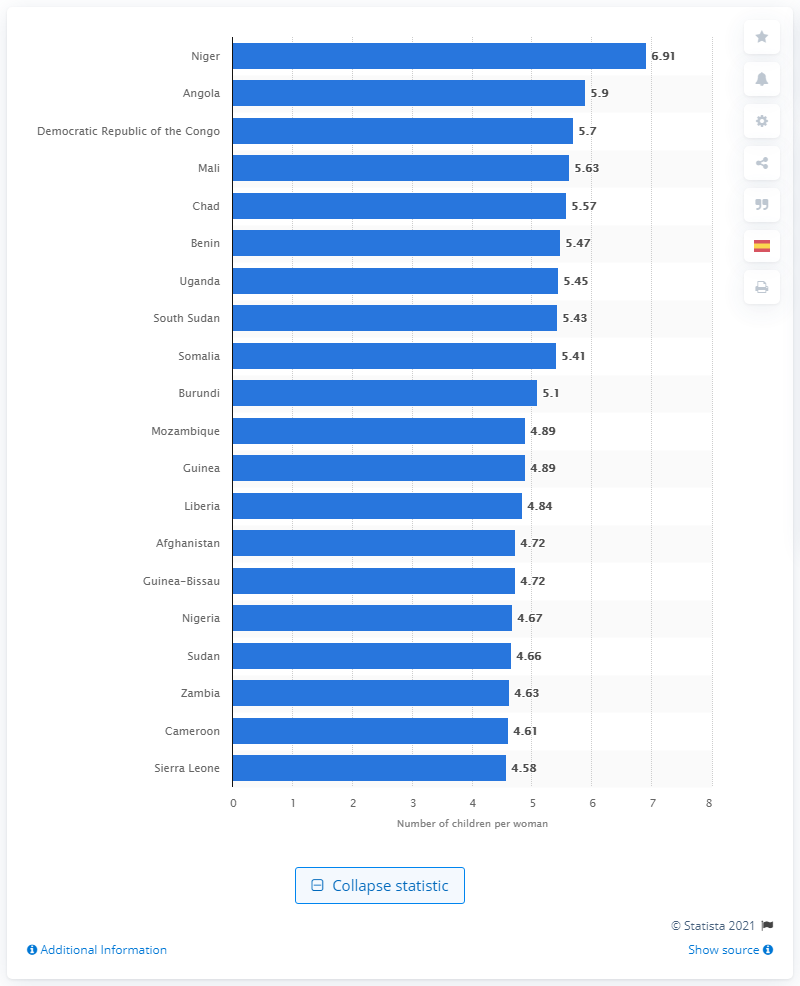 Niger 6.91
Angola 5.9
Democratic Republic of the Congo 5.7
Mali 5.63
Chad 5.57
Benin 5.47
Uganda 5.45
South Sudan 5.43
Somalia 5.41
Burundi 5.1
Mozambique 4.89
Guinea 4.89
Liberia 4.84
Afghanistan 4.72
Guinea-Bissau 4.72
Nigeria 4.67
Sudan 4.66
Zambia 4.63
Cameroon 4.61
Sierra Leone 4.58
0 1 2 3 4 5 6 7 8
Number of children per woman
Collapse statistic
© Statista 2021
Additional Information
Show source